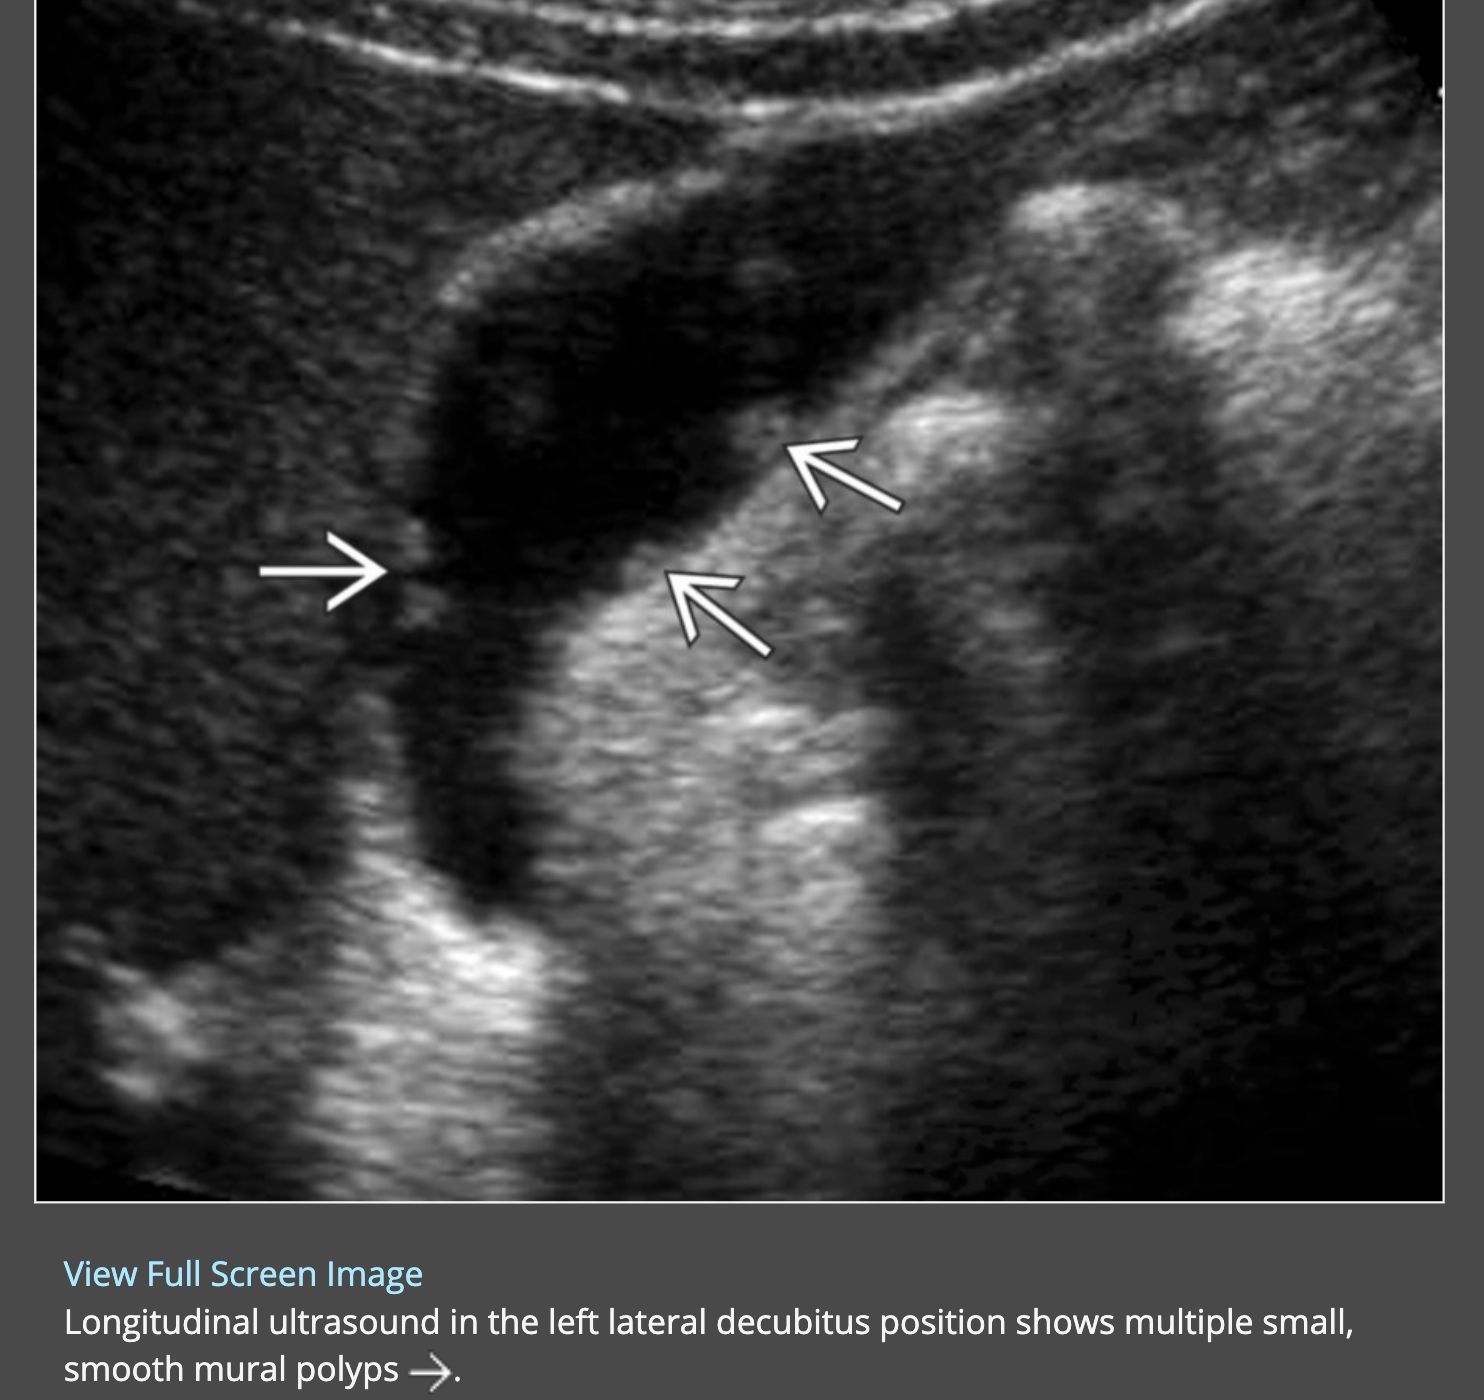 View Full Screen Image
Longitudinal ultrasound in the left lateral decubitus position shows multiple small,
smooth mural polyps →.